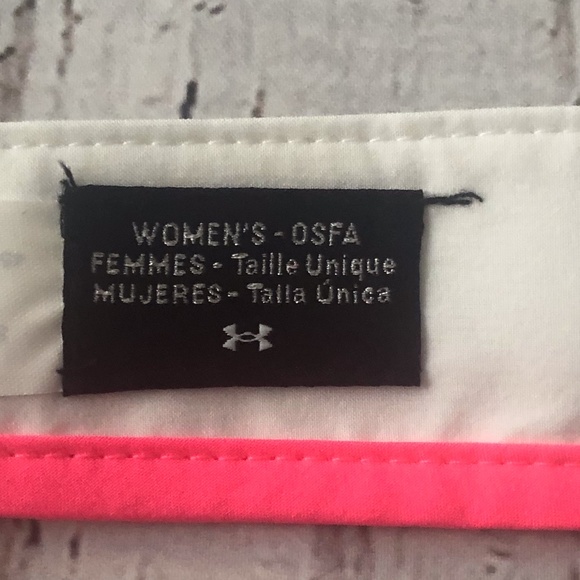 WOMEN'S - OSFA
FEMMES - Taille Unique
MUJERES - Talla Única